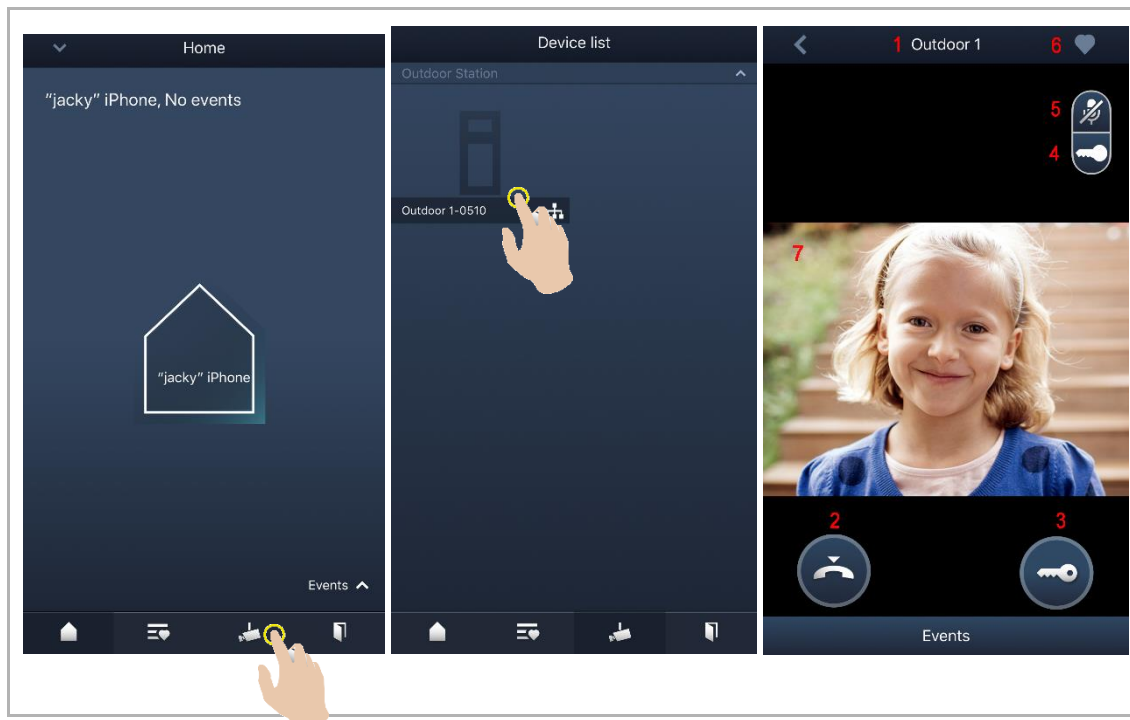 Home
"jacky" iPhone, No events
"jacky" iPhone
Events
Device list
Outdoor Station
Outdoor 1-0510
1 Outdoor 1 6
5
4
7
2 3
Events